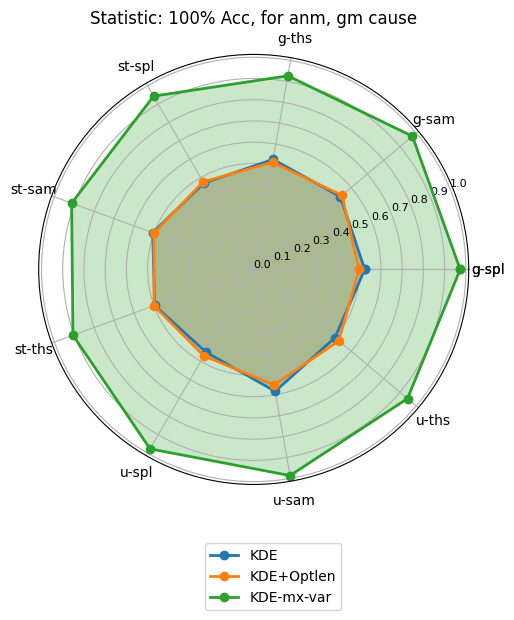 Statistic: 100% Acc, for anm, gm cause
g-ths
st-spl
g-sam
st-sam
1.0
0.9
0.8
0.7
0.6
0.5
0.4
0.3
0.2
0.1
0.0
g-spl
st-ths
u-ths
u-spl
u-sam
KDE
KDE+Optlen
KDE-mx-var